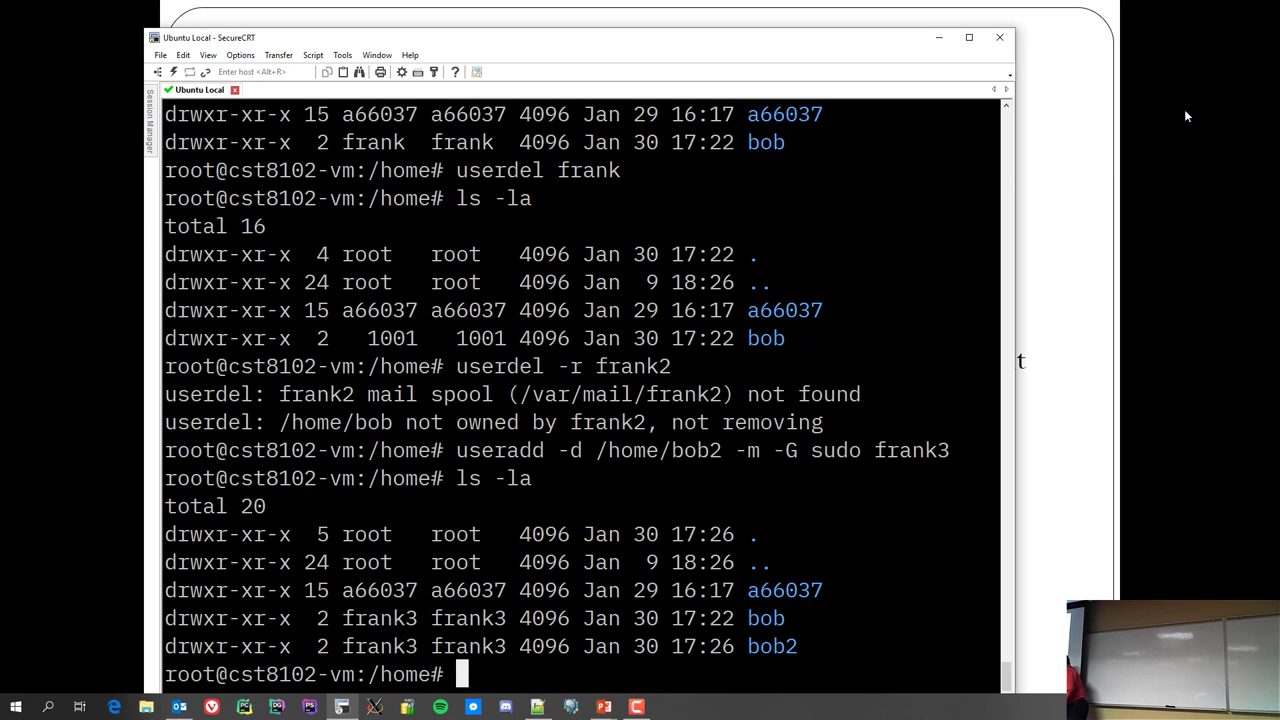 Ubuntu Local - SecureCRT
File Edit View Options Transfer Script Tools Window Help
Enter host <Alt+R>
Session Manager
Ubuntu Local
drwxr-xr-x 15 a66037 a66037 4096 Jan 29 16:17 a66037
drwxr-xr-x  2 frank  frank  4096 Jan 30 17:22 bob
root@cst8102-vm:/home# userdel frank
root@cst8102-vm:/home# ls -la
total 16
drwxr-xr-x  4 root   root   4096 Jan 30 17:22 .
drwxr-xr-x 24 root   root   4096 Jan  9 18:26 ..
drwxr-xr-x 15 a66037 a66037 4096 Jan 29 16:17 a66037
drwxr-xr-x  2   1001   1001 4096 Jan 30 17:22 bob
root@cst8102-vm:/home# userdel -r frank2
userdel: frank2 mail spool (/var/mail/frank2) not found
userdel: /home/bob not owned by frank2, not removing
root@cst8102-vm:/home# useradd -d /home/bob2 -m -G sudo frank3
root@cst8102-vm:/home# ls -la
total 20
drwxr-xr-x  5 root   root   4096 Jan 30 17:26 .
drwxr-xr-x 24 root   root   4096 Jan  9 18:26 ..
drwxr-xr-x 15 a66037 a66037 4096 Jan 29 16:17 a66037
drwxr-xr-x  2 frank3 frank3 4096 Jan 30 17:22 bob
drwxr-xr-x  2 frank3 frank3 4096 Jan 30 17:26 bob2
root@cst8102-vm:/home#
t